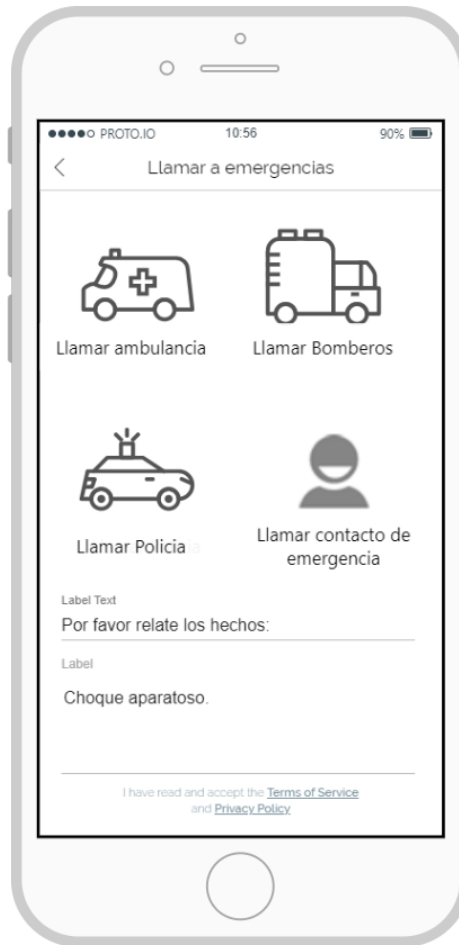 PROTO.IO 10:56 90%
Llamar a emergencias
Llamar ambulancia Llamar Bomberos
Llamar Policia
Llamar contacto de
emergencia
Label Text
Por favor relate los hechos:
Label
Choque aparatoso.
I have read and accept the Terms of Service
and Privacy Policy